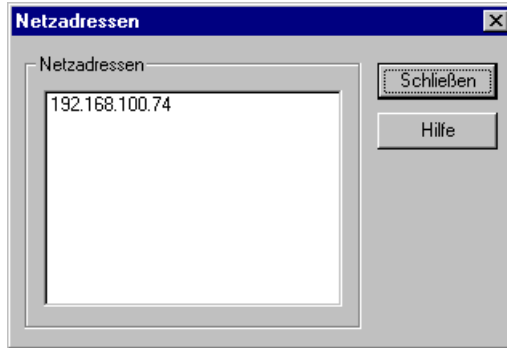 Netzadressen
Netzadressen
192.168.100.74
Schließen
Hilfe